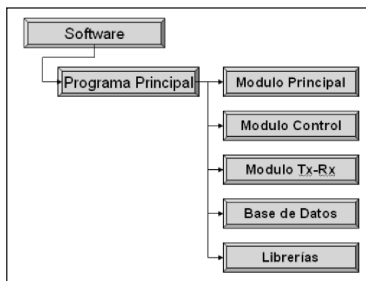 Software
Programa Principal
Modulo Principal
Modulo Control
Modulo Tx-Rx
Base de Datos
Librerías